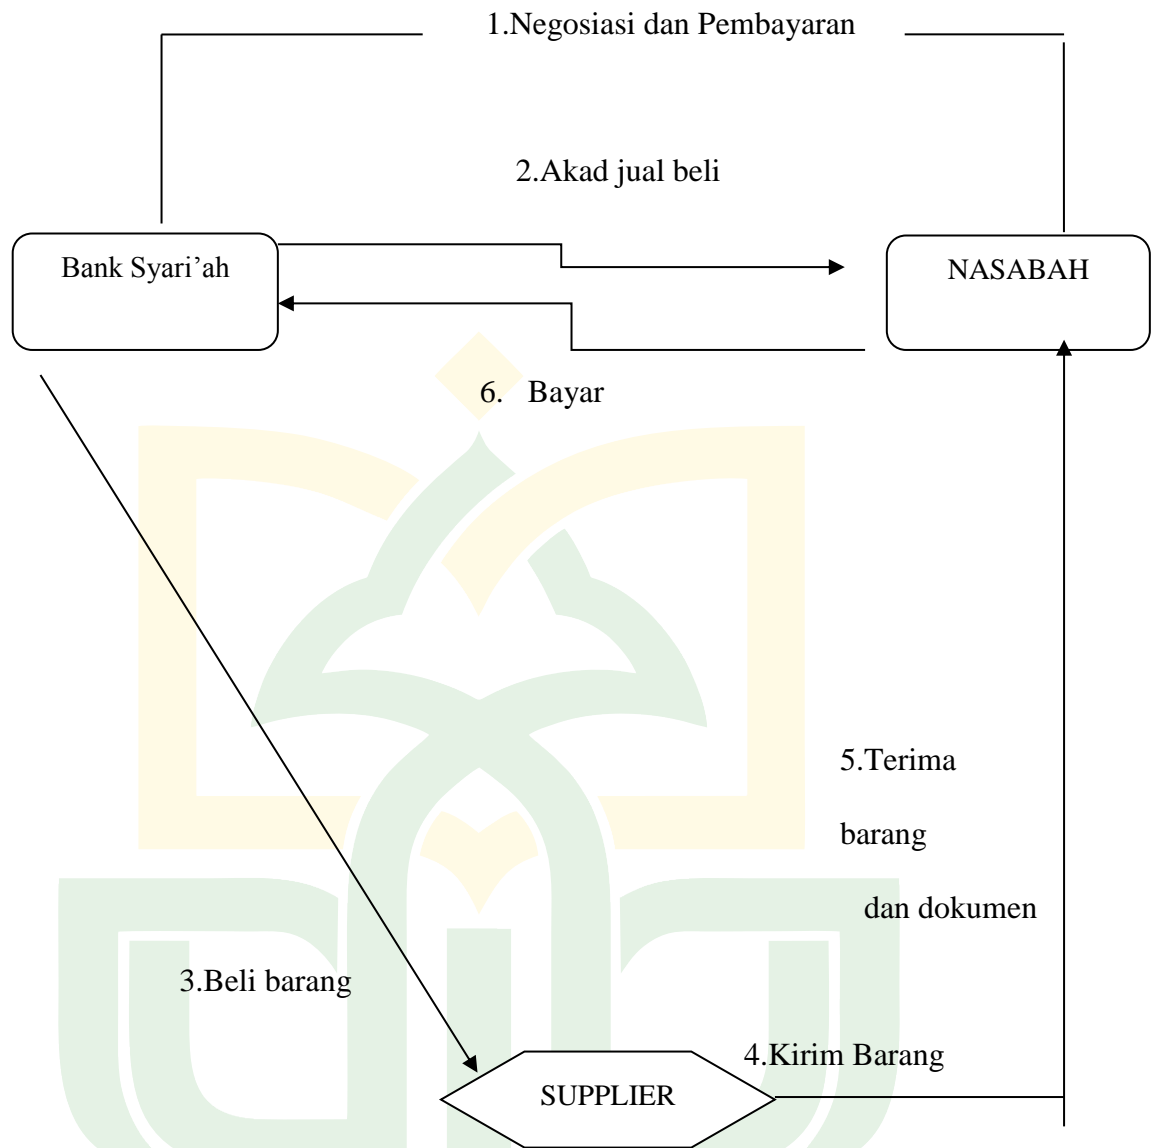 1.Negosiasi dan Pembayaran
2.Akad jual beli
Bank Syari’ah
NASABAH
6. Bayar
5.Terima
barang
dan dokumen
3.Beli barang
4.Kirim Barang
SUPPLIER